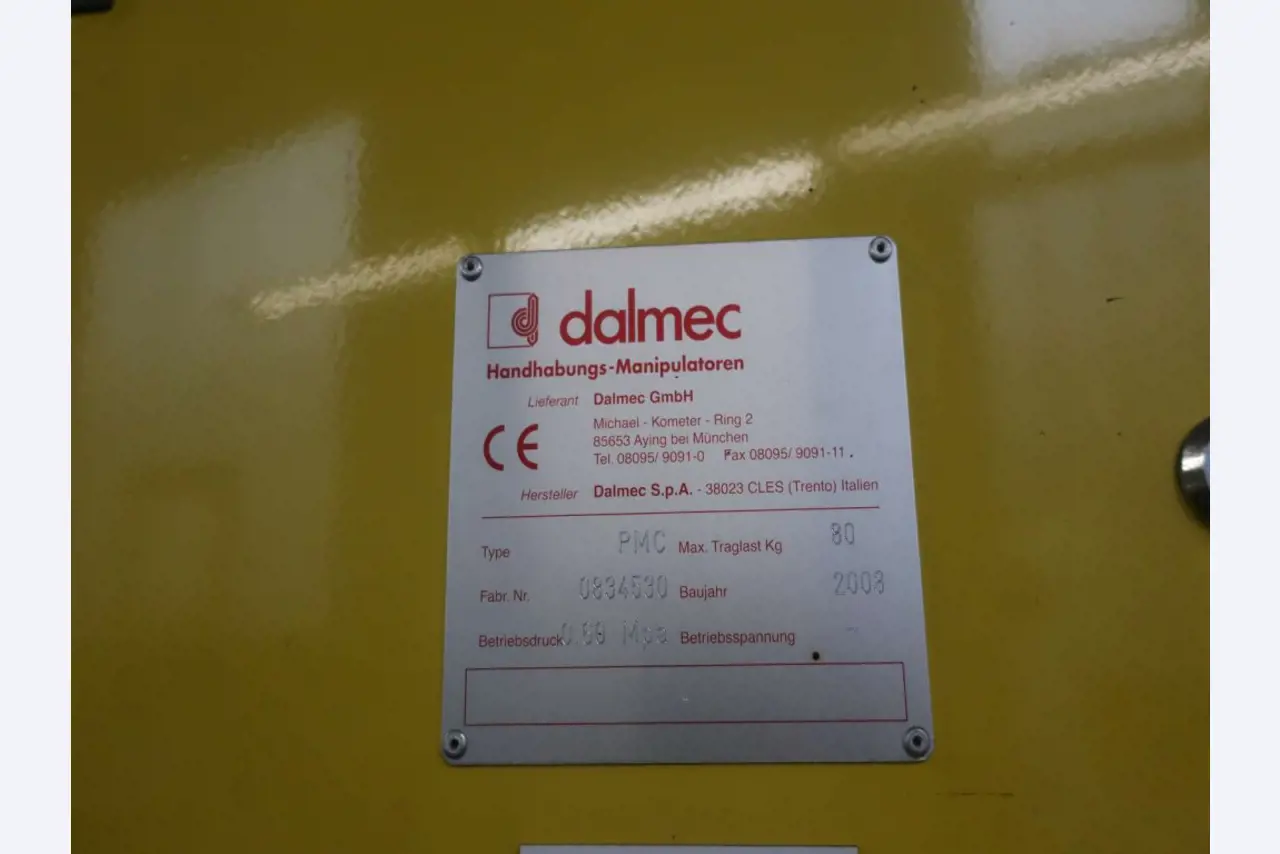 dalmec
Handhabungs-Manipulatoren
Lieferant Dalmec GmbH
Michael - Kometer - Ring 2
85653 Aying bei München
Tel. 08095/ 9091-0 Fax 08095/ 9091-11
CE
Hersteller Dalmec S.p.A. - 38023 CLES (Trento) Italien
Type PMC Max. Traglast Kg 80
Fabr. Nr. 0834530 Baujahr 2008
Betriebsdruck Mpa Betriebsspannung -